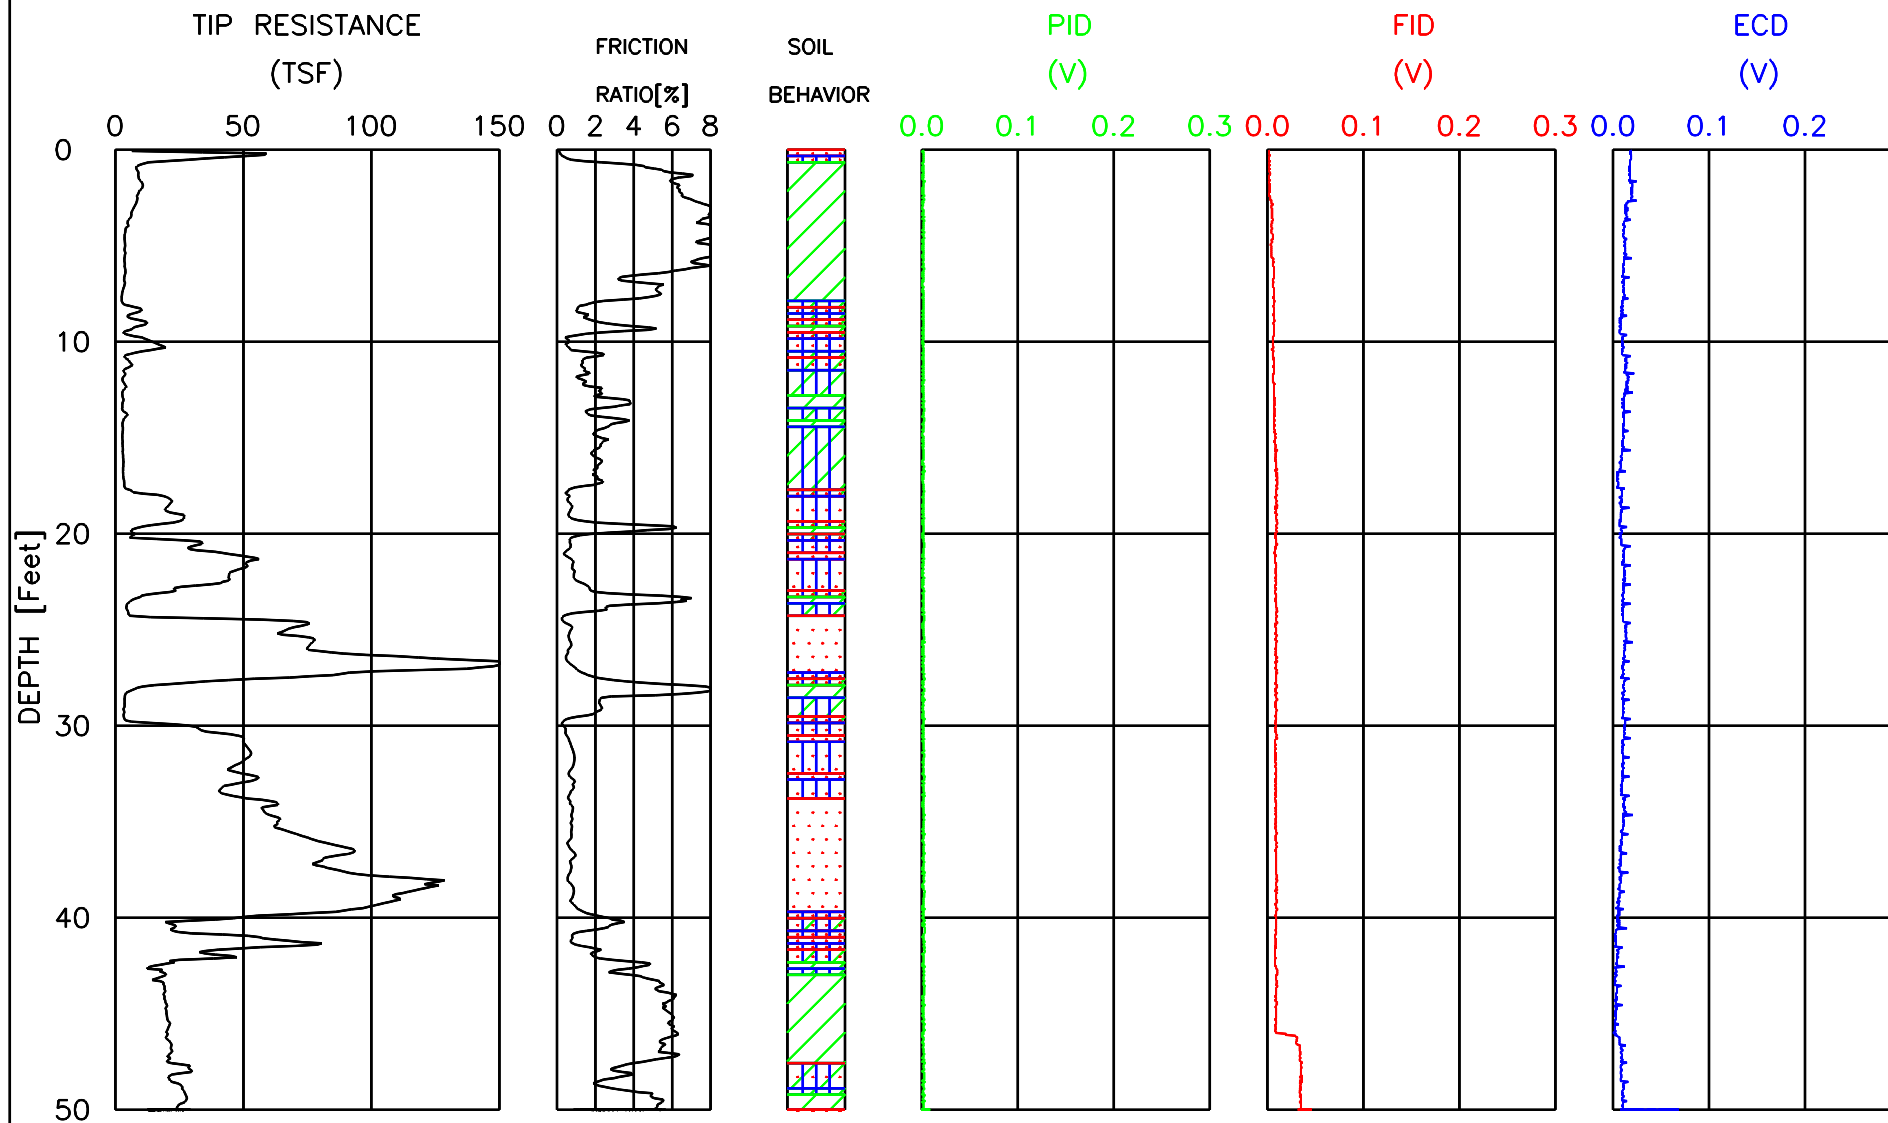 TIP RESISTANCE
(TSF)
FRICTION
RATIO[%]
SOIL
BEHAVIOR
PID
(V)
FID
(V)
ECD
(V)
0 50 100 150
0 2 4 6 8
0.0 0.1 0.2 0.3
0.0 0.1 0.2 0.3
0.0 0.1 0.2
0
10
20
30
40
50
DEPTH [Feet]